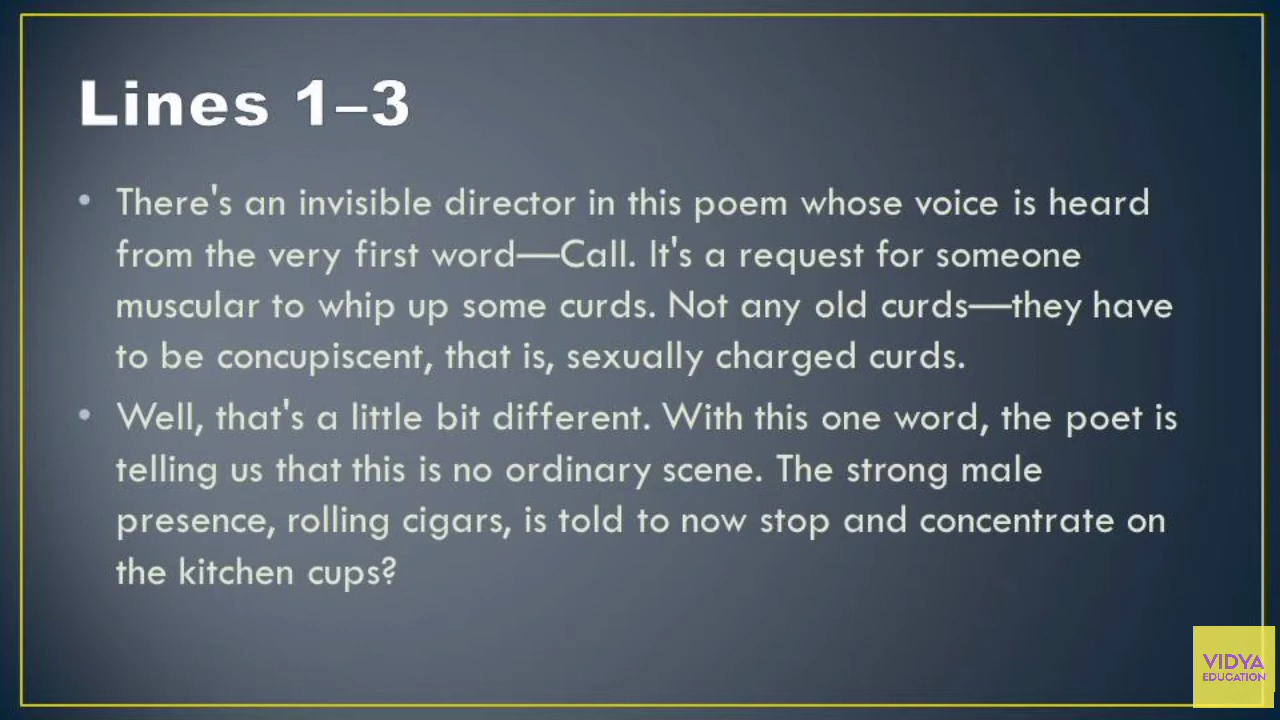 Lines 1–3
• There's an invisible director in this poem whose voice is heard
from the very first word—Call. It's a request for someone
muscular to whip up some curds. Not any old curds—they have
to be concupiscent, that is, sexually charged curds.
• Well, that's a little bit different. With this one word, the poet is
telling us that this is no ordinary scene. The strong male
presence, rolling cigars, is told to now stop and concentrate on
the kitchen cups?
VIDYA
EDUCATION